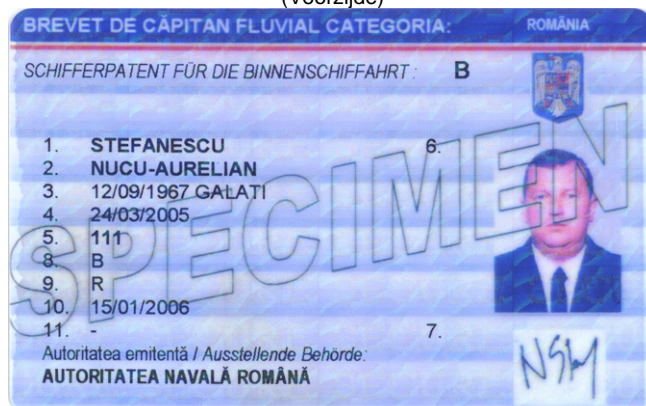 (Voorzijde)
BREVET DE CĂPITAN FLUVIAL CATEGORIA:
ROMÂNIA
SCHIFFERPATENT FÜR DIE BINNENSCHIFFAHRT : B
1. STEFANESCU
6.
2. NUCU-AURELIAN
3. 12/09/1967 GALATI
4. 24/03/2005
5. 111
8. B
9. R
10. 15/01/2006
11. -
7.
Autoritatea emitentă / Ausstellende Behörde:
AUTORITATEA NAVALĂ ROMÂNĂ
SPECIMEN